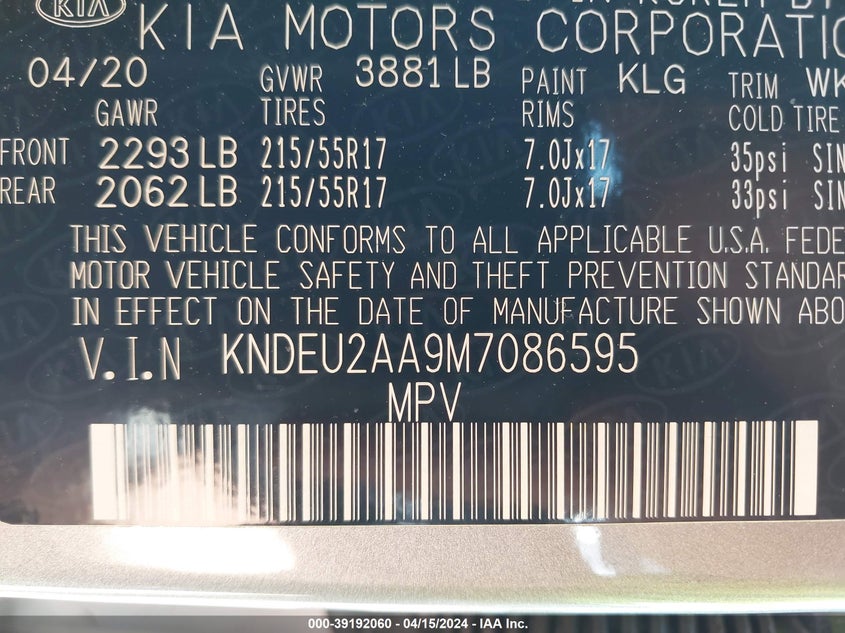 KIA
KIA MOTORS CORPORATIO
04/20 GVWR 3881 LB PAINT KLG TRIM WK
GAWR TIRES RIMS COLD TIRE
FRONT 2293 LB 215/55R17 7.0Jx17 35psi SIN
REAR 2062 LB 215/55R17 7.0Jx17 33psi SIN
THIS VEHICLE CONFORMS TO ALL APPLICABLE U.S.A. FEDE
MOTOR VEHICLE SAFETY AND THEFT PREVENTION STANDAR
IN EFFECT ON THE DATE OF MANUFACTURE SHOWN ABO
V.I.N KNDEU2AA9M7086595
MPV
000-39192060 - 04/15/2024 - IAA Inc.